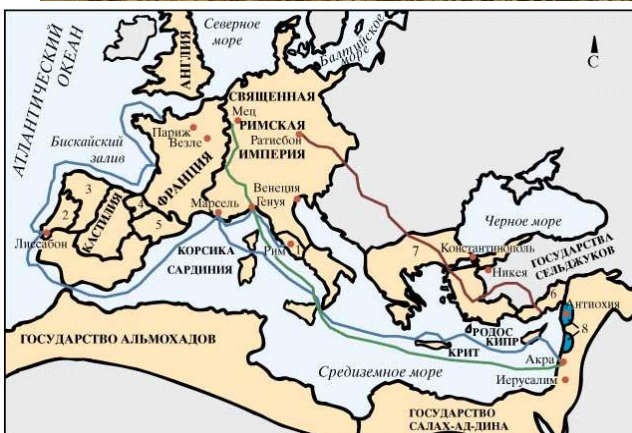 АТЛАНТИЧЕСКИЙ
ОКЕАН
Северное
море
Балтийское
море
С
АНГЛИЯ
СВЯЩЕННАЯ
Мец
РИМСКАЯ
Ратисбон
ИМПЕРИЯ
Париж
Везле
Бискайский
залив
ФРАНЦИЯ
Венеция
Генуя
Марсель
3
4
2
КАСТИЛИЯ
5
Лиссабон
КОРСИКА
САРДИНИЯ
Рим
1
7
Черное море
Константинополь
Никея
ГОСУДАРСТВА
СЕЛЬДЖУКОВ
6
Антиохия
8
РОДОС
КИПР
КРИТ
Акра
Иерусалим
ГОСУДАРСТВО АЛЬМОХАДОВ
Средиземное море
ГОСУДАРСТВО
САЛАХ-АД-ДИНА